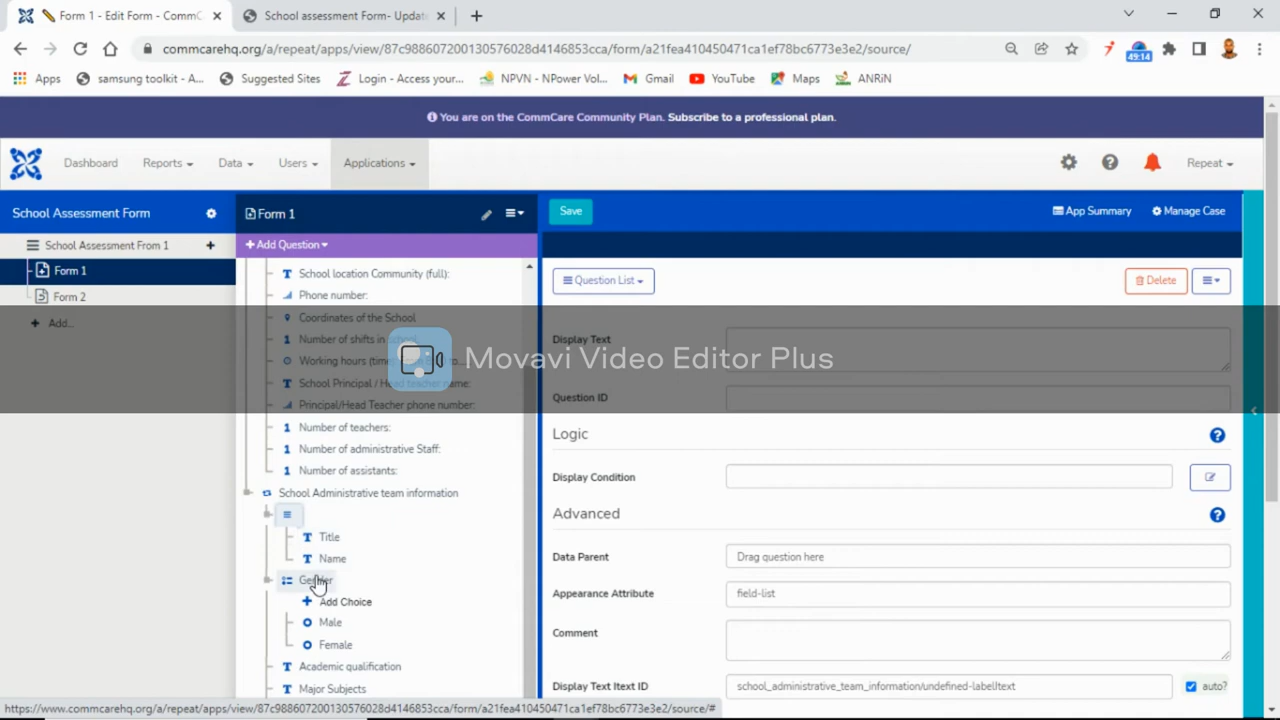 Form 1 - Edit Form - CommC
School assessment Form- Updat
commcarehq.org/a/repeat/apps/view/87c98860720013057602​8d4146853cca/form/a21fea410450471ca1ef78bc6773e3e2/source/
49:14
Apps
samsung toolkit - A...
Suggested Sites
Login - Access your...
NPVN - NPower Vol...
Gmail
YouTube
Maps
ANRiN
You are on the CommCare Community Plan. Subscribe to a professional plan.
Dashboard
Reports
Data
Users
Applications
Repeat
School Assessment Form
Form 1
Save
App Summary
Manage Case
School Assessment From 1
Add Question
Form 1
Form 2
Add...
School location Community (full):
Phone number:
Coordinates of the School
Number of shifts in
Working hours (time)
School Principal / Head teacher name:
Principal/Head Teacher phone number:
Number of teachers:
Number of administrative Staff:
Number of assistants:
School Administrative team information
Title
Name
Gender
Add Choice
Male
Female
Academic qualification
Major Subjects
Question List
Delete
Display Text
Movavi Video Editor Plus
Question ID
Logic
Display Condition
Advanced
Data Parent
Drag question here
Appearance Attribute
field-list
Comment
Display Text Itext ID
school_administrative_team_information/undefined-label​Itext
auto?
https://www.commcarehq.org/a/repeat/apps/view/87c988607200130576028d4146853cca/form/a21fea410450471ca1ef78bc6773e3e2/source/#